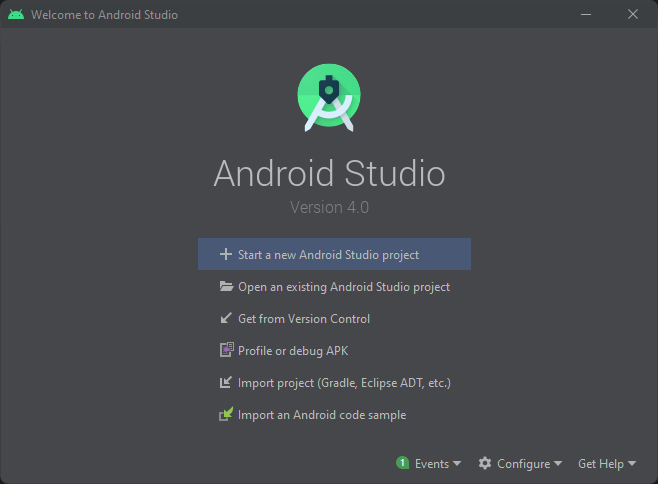 Welcome to Android Studio
Android Studio
Version 4.0
Start a new Android Studio project
Open an existing Android Studio project
Get from Version Control
Profile or debug APK
Import project (Gradle, Eclipse ADT, etc.)
Import an Android code sample
1 Events Configure Get Help